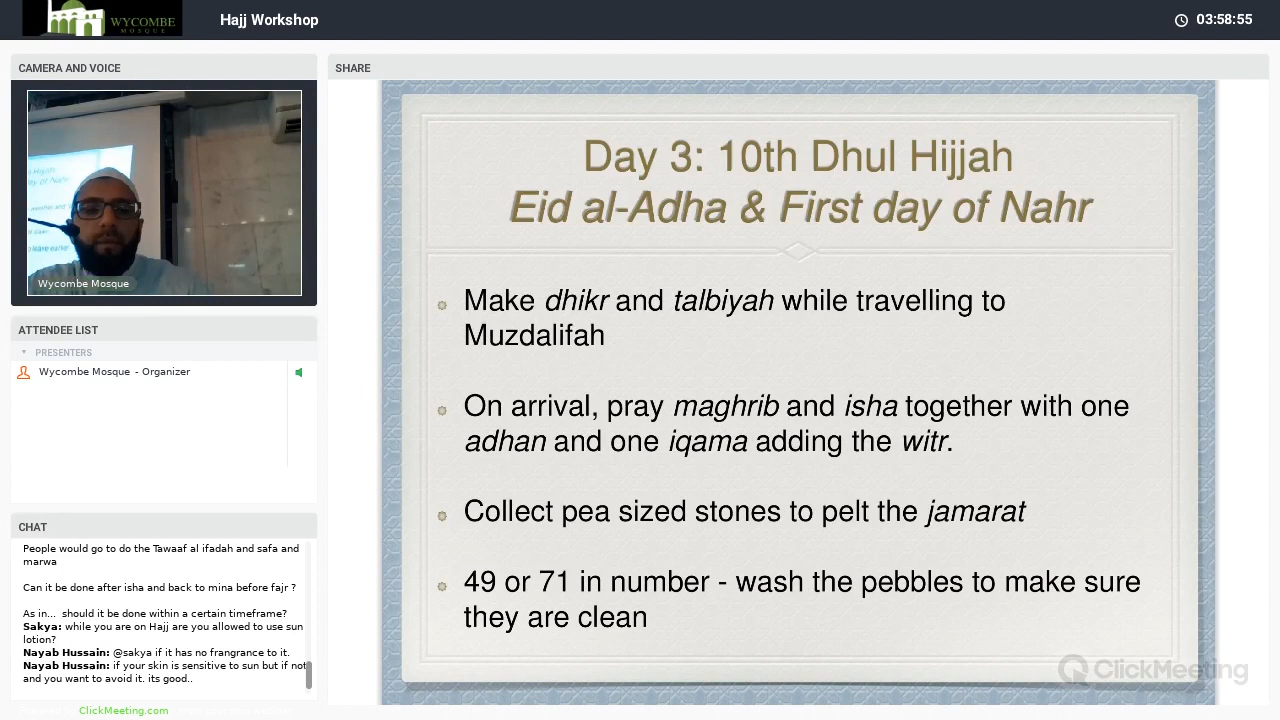 WYCOMBE
MOSQUE
Hajj Workshop
03:58:55
CAMERA AND VOICE
Wycombe Mosque
ATTENDEE LIST
PRESENTERS
Wycombe Mosque - Organizer
CHAT
People would go to do the Tawaaf al ifadah and safa and
marwa
Can it be done after isha and back to mina before fajr ?
As in... should it be done within a certain timeframe?
Sakya: while you are on Hajj are you allowed to use sun
lotion?
Nayab Hussain: @sakya if it has no frangrance to it.
Nayab Hussain: if your skin is sensitive to sun but if not
and you want to avoid it. its good..
ClickMeeting.com
SHARE
Day 3: 10th Dhul Hijjah
Eid al-Adha & First day of Nahr
Make dhikr and talbiyah while travelling to
Muzdalifah
On arrival, pray maghrib and isha together with one
adhan and one iqama adding the witr.
Collect pea sized stones to pelt the jamarat
49 or 71 in number - wash the pebbles to make sure
they are clean
ClickMeeting